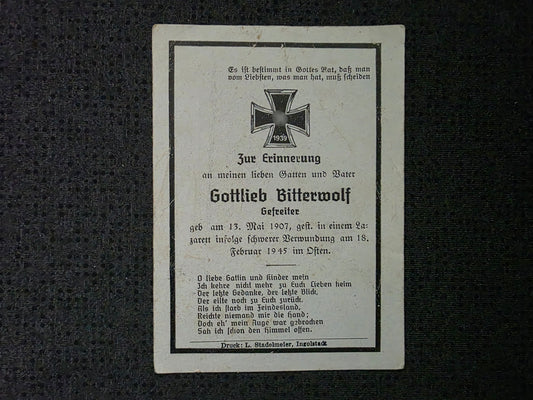 Es ist bestimmt in Gottes Rat, daß man
vom Liebsten, was man hat, muß scheiden
1939
Zur Erinnerung
an meinen lieben Gatten und Vater
Gottlieb Bitterwolf
Gefreiter
geb am 13. Mai 1907, gest. in einem La-
zarett infolge schwerer Verwundung am 18.
Februar 1945 im Osten.
O liebe Gattin und Kinder mein
Ich kehre nicht mehr zu Euch Lieben heim
Der letzte Gedanke, der letzte Blick,
Der eilte noch zu Euch zurück.
Als ich starb im Feindesland,
Reichte niemand mir die Hand;
Doch eh' mein Auge war gebrochen
Sah ich schon den Himmel offen.
Druck: L. Stadelmeier, Ingolstadt